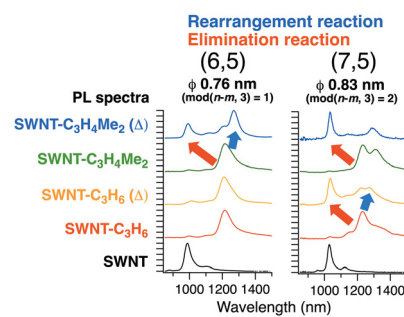 Rearrangement reaction
Elimination reaction
(6,5) (7,5)
ϕ 0.76 nm ϕ 0.83 nm
PL spectra (mod(n-m, 3) = 1) (mod(n-m, 3) = 2)
SWNT-C₃H₄Me₂ (Δ)
SWNT-C₃H₄Me₂
SWNT-C₃H₆ (Δ)
SWNT-C₃H₆
SWNT
1000 1200 1400 1000 1200 1400
Wavelength (nm)